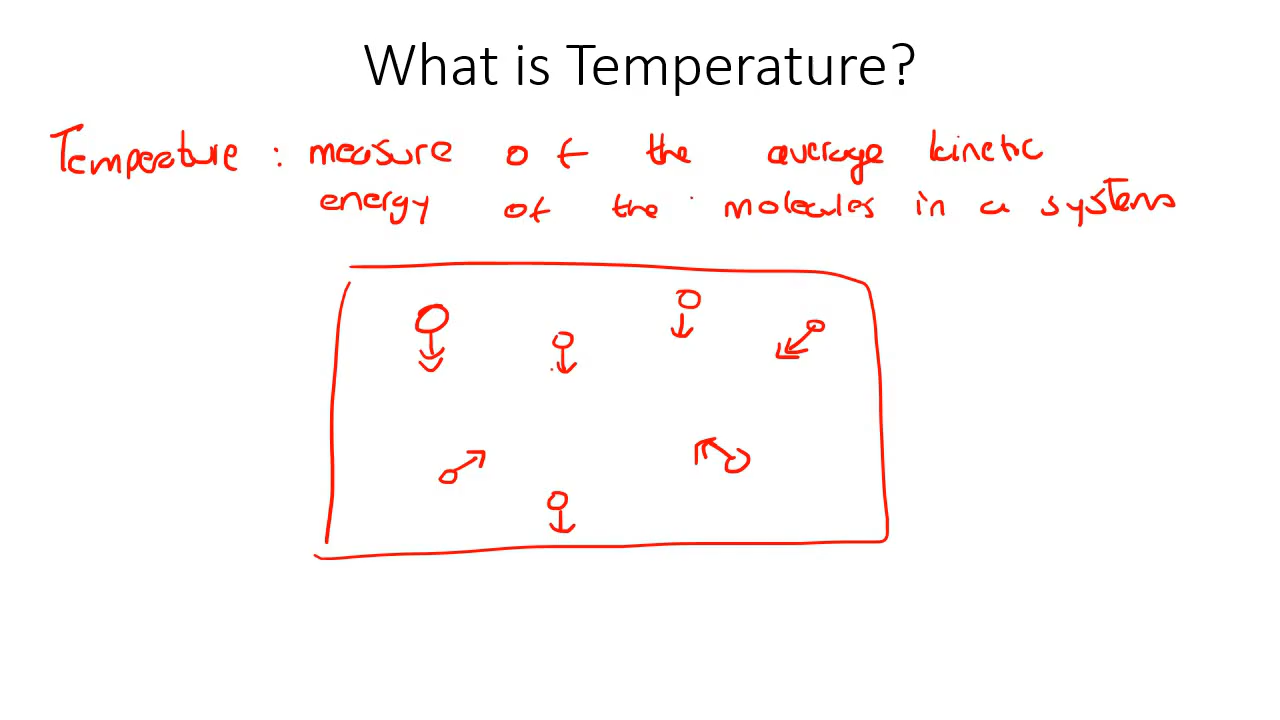 What is Temperature?
Temperature : measure of the average kinetic
energy of the molecules in a system